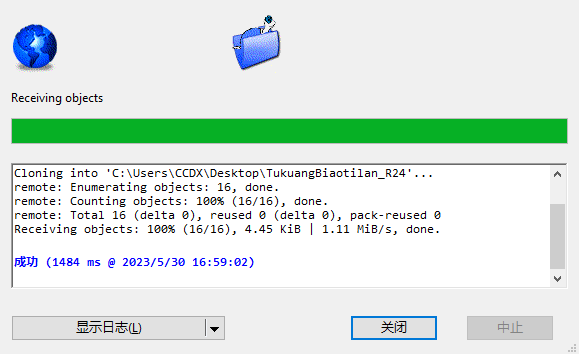 Receiving objects
Cloning into 'C:\Users\CCDX\Desktop\TukuangBiaotilan_R24'...
remote: Enumerating objects: 16, done.
remote: Counting objects: 100% (16/16), done.
remote: Total 16 (delta 0), reused 0 (delta 0), pack-reused 0
Receiving objects: 100% (16/16), 4.45 KiB | 1.11 MiB/s, done.
成功 (1484 ms @ 2023/5/30 16:59:02)
显示日志(L) 关闭 中止